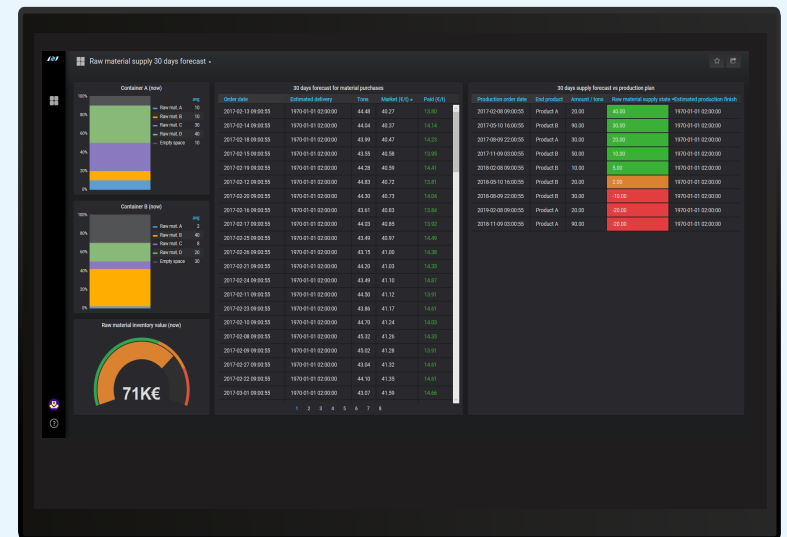 Raw material supply 30 days forecast
Container A (now)
100%
80%
60%
40%
20%
0%
avg
Raw mat. A 10
Raw mat. B 10
Raw mat. C 30
Raw mat. D 40
Empty space 10
Container B (now)
100%
80%
60%
40%
20%
0%
avg
Raw mat. A 2
Raw mat. B 40
Raw mat. C 8
Raw mat. D 20
Empty space 30
Raw material inventory value (now)
71K€
30 days forecast for material purchases
Order date Estimated delivery Tons Market (€/t) Paid (€/t)
2017-02-13 09:00:55 1970-01-01 02:00:00 44.48 40.27 13.80
2017-02-14 09:00:55 1970-01-01 02:00:00 44.04 40.37 14.14
2017-02-18 09:00:55 1970-01-01 02:00:00 43.99 40.47 14.23
2017-02-15 09:00:55 1970-01-01 02:00:00 43.55 40.58 13.95
2017-02-19 09:00:55 1970-01-01 02:00:00 44.28 40.59 14.41
2017-02-12 09:00:55 1970-01-01 02:00:00 44.83 40.72 13.81
2017-02-20 09:00:55 1970-01-01 02:00:00 44.30 40.73 14.04
2017-02-16 09:00:55 1970-01-01 02:00:00 43.61 40.83 13.84
2017-02-17 09:00:55 1970-01-01 02:00:00 44.03 40.85 13.92
2017-02-25 09:00:55 1970-01-01 02:00:00 43.49 40.97 14.49
2017-02-26 09:00:55 1970-01-01 02:00:00 43.15 41.00 14.38
2017-02-21 09:00:55 1970-01-01 02:00:00 44.20 41.03 14.33
2017-02-24 09:00:55 1970-01-01 02:00:00 43.49 41.10 14.87
2017-02-11 09:00:55 1970-01-01 02:00:00 44.50 41.12 13.91
2017-02-23 09:00:55 1970-01-01 02:00:00 43.86 41.17 14.61
2017-02-10 09:00:55 1970-01-01 02:00:00 44.70 41.24 14.03
2017-02-08 09:00:55 1970-01-01 02:00:00 45.32 41.26 14.33
2017-02-09 09:00:55 1970-01-01 02:00:00 45.02 41.28 13.91
2017-02-27 09:00:55 1970-01-01 02:00:00 43.04 41.32 14.61
2017-02-22 09:00:55 1970-01-01 02:00:00 44.10 41.35 14.61
2017-03-01 09:00:55 1970-01-01 02:00:00 43.07 41.59 14.66
1 2 3 4 5 6 7 8
30 days supply forecast vs production plan
Production order date End product Amount / tons Raw material supply state Estimated production finish
2017-02-08 09:00:55 Product A 20.00 40.00 1970-01-01 02:00:00
2017-05-10 16:00:55 Product B 90.00 30.00 1970-01-01 02:00:00
2017-08-09 22:00:55 Product A 30.00 20.00 1970-01-01 02:00:00
2017-11-09 03:00:55 Product B 50.00 10.00 1970-01-01 02:00:00
2018-02-08 09:00:55 Product B 10.00 5.00 1970-01-01 02:00:00
2018-05-10 16:00:55 Product B 20.00 2.00 1970-01-01 02:00:00
2018-08-09 22:00:55 Product B 30.00 -10.00 1970-01-01 02:00:00
2019-02-08 09:00:55 Product A 20.00 -20.00 1970-01-01 02:00:00
2018-11-09 03:00:55 Product A 90.00 -20.00 1970-01-01 02:00:00